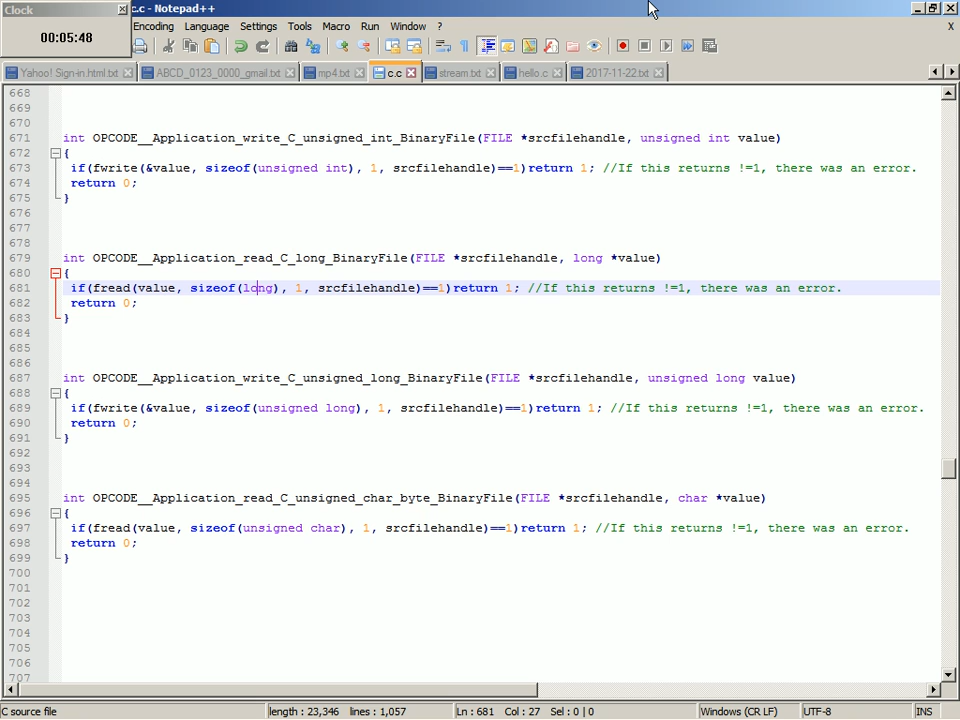 Clock
00:05:48
c.c - Notepad++
Encoding Language Settings Tools Macro Run Window ? X
Yahoo! Sign-in.html.txt ABCD_0123_0000_gmail.txt mp4.txt c.c stream.txt hello.c 2017-11-22.txt
668
669
670
671 int OPCODE__Application_write_C_unsigned_int_BinaryFile(FILE *srcfilehandle, unsigned int value)
672 {
673 if(fwrite(&value, sizeof(unsigned int), 1, srcfilehandle)==1)return 1; //If this returns !=1, there was an error.
674 return 0;
675 }
676
677
678
679 int OPCODE__Application_read_C_long_BinaryFile(FILE *srcfilehandle, long *value)
680 {
681 if(fread(value, sizeof(long), 1, srcfilehandle)==1)return 1; //If this returns !=1, there was an error.
682 return 0;
683 }
684
685
686
687 int OPCODE__Application_write_C_unsigned_long_BinaryFile(FILE *srcfilehandle, unsigned long value)
688 {
689 if(fwrite(&value, sizeof(unsigned long), 1, srcfilehandle)==1)return 1; //If this returns !=1, there was an error.
690 return 0;
691 }
692
693
694
695 int OPCODE__Application_read_C_unsigned_char_byte_BinaryFile(FILE *srcfilehandle, char *value)
696 {
697 if(fread(value, sizeof(unsigned char), 1, srcfilehandle)==1)return 1; //If this returns !=1, there was an error.
698 return 0;
699 }
700
701
702
703
704
705
706
707
C source file length : 23,346 lines : 1,057 Ln : 681 Col : 27 Sel : 0 | 0 Windows (CR LF) UTF-8 INS